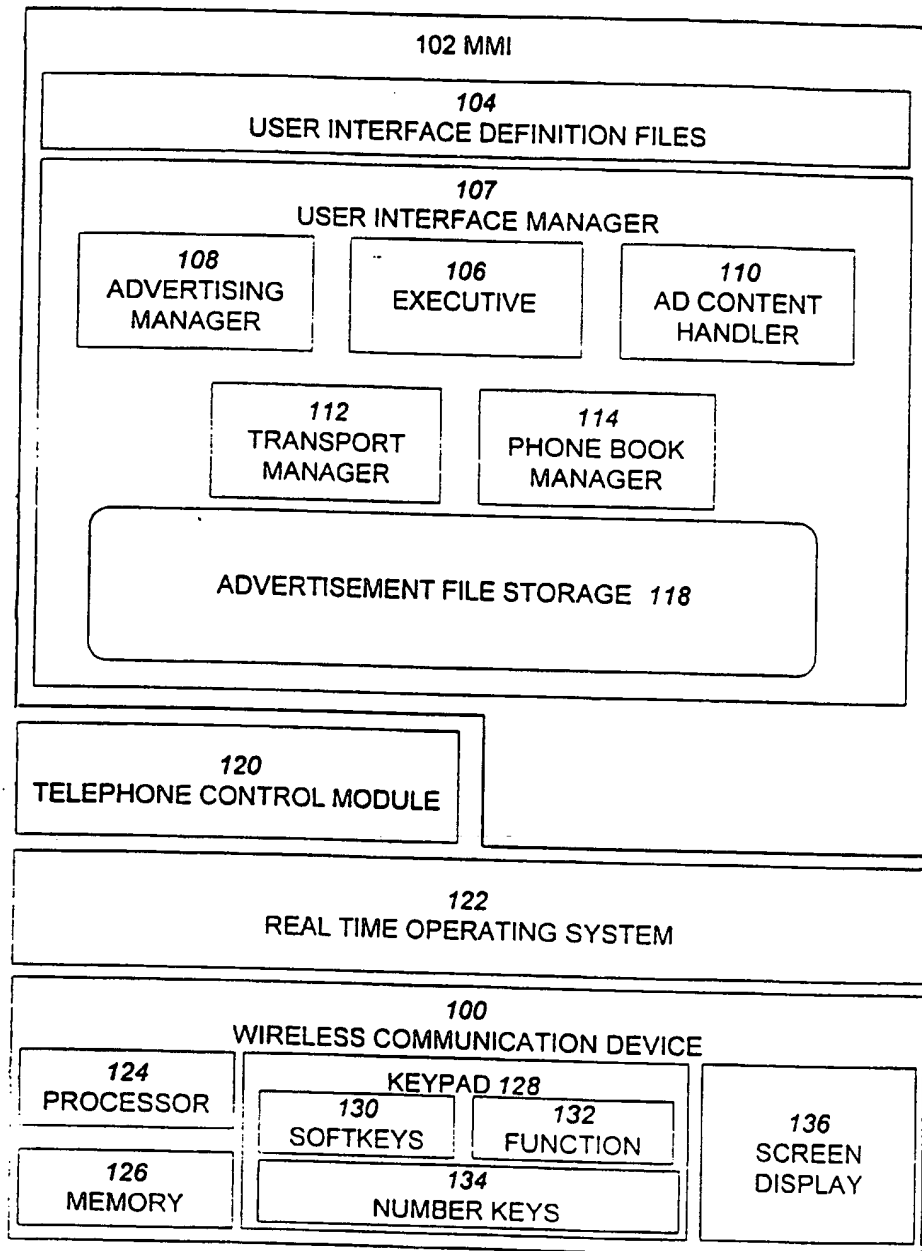 102 MMI
104
USER INTERFACE DEFINITION FILES
107
USER INTERFACE MANAGER
108
ADVERTISING
MANAGER
106
EXECUTIVE
110
AD CONTENT
HANDLER
112
TRANSPORT
MANAGER
114
PHONE BOOK
MANAGER
ADVERTISEMENT FILE STORAGE 118
120
TELEPHONE CONTROL MODULE
122
REAL TIME OPERATING SYSTEM
100
WIRELESS COMMUNICATION DEVICE
124
PROCESSOR
126
MEMORY
KEYPAD 128
130
SOFTKEYS
132
FUNCTION
134
NUMBER KEYS
136
SCREEN
DISPLAY